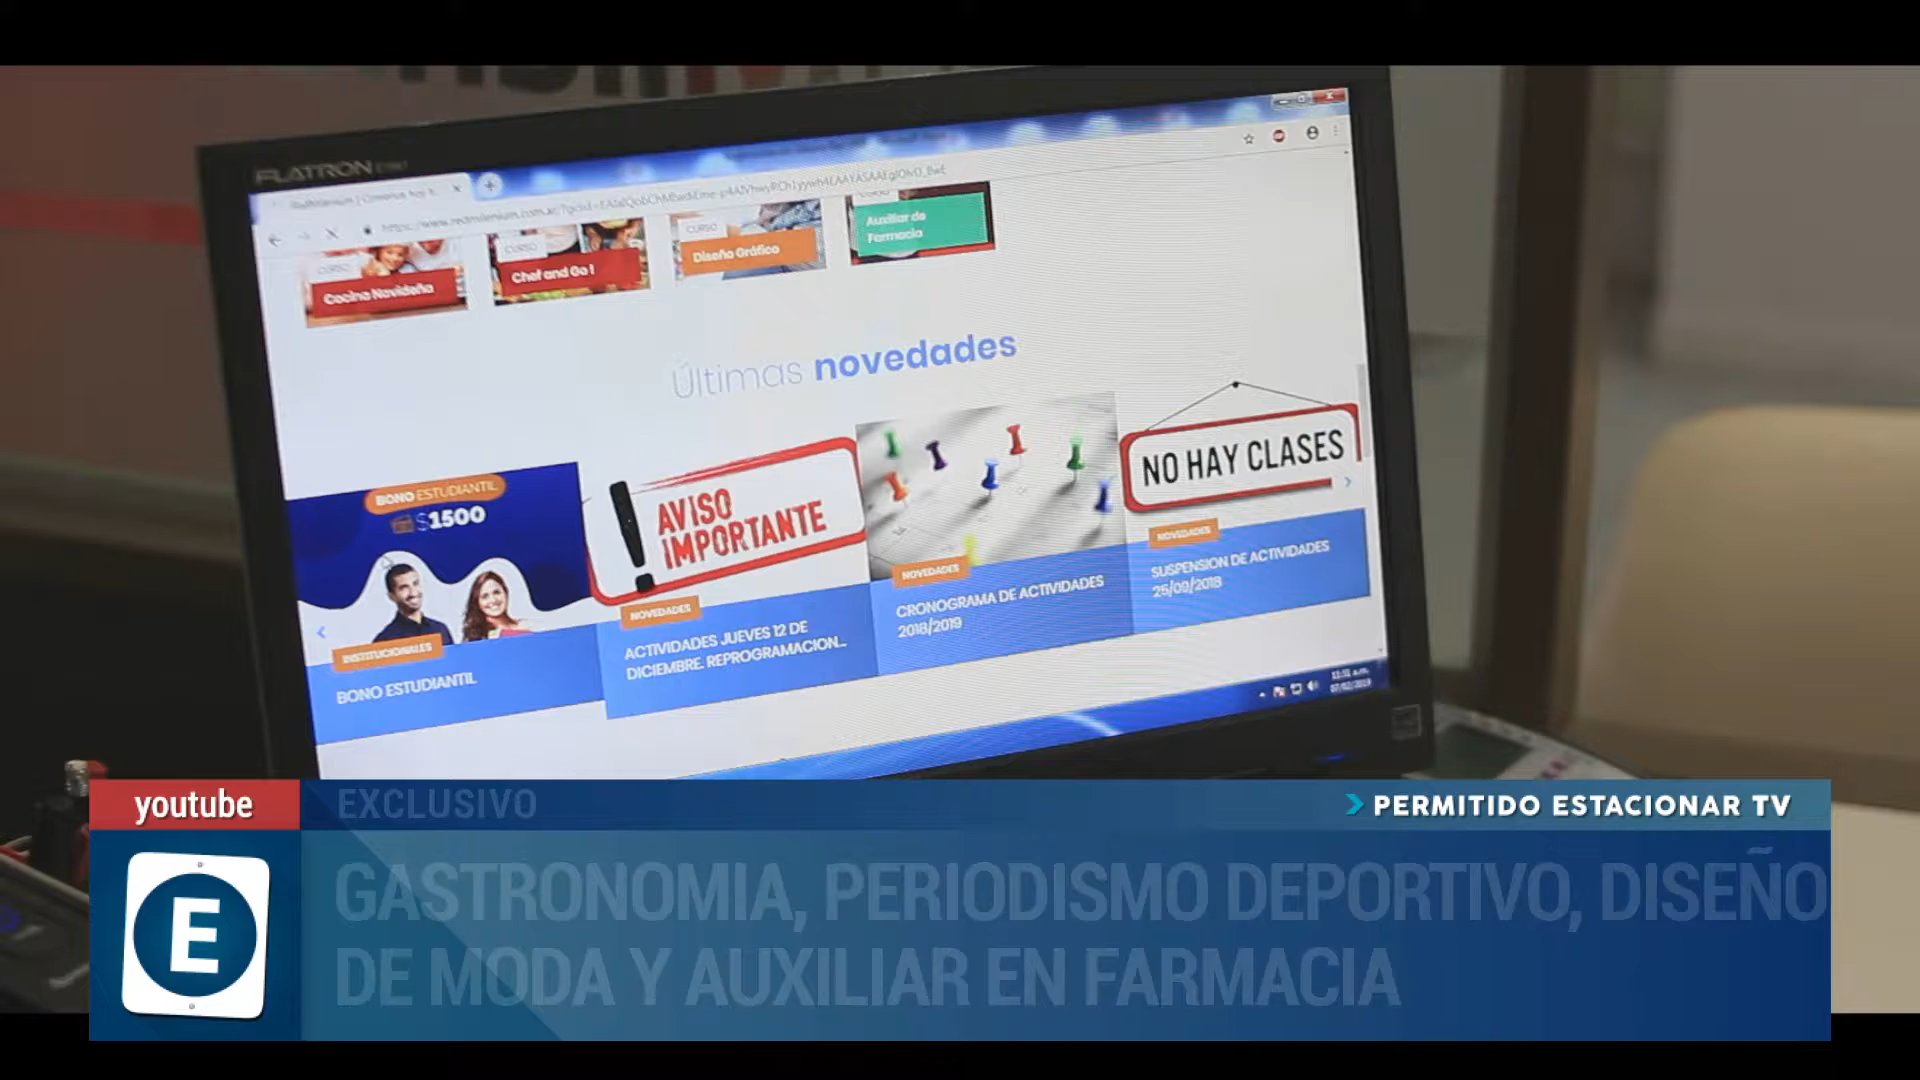 FLATRON
CURSO
Cocina Navideña
CURSO
Chef and Go!
CURSO
Diseño Gráfico
Auxiliar de
Farmacia
Últimas novedades
BONO ESTUDIANTIL
$1500
INSTITUCIONALES
BONO ESTUDIANTIL
AVISO
IMPORTANTE
NOVEDADES
ACTIVIDADES JUEVES 12 DE
DICIEMBRE. REPROGRAMACION...
NOVEDADES
CRONOGRAMA DE ACTIVIDADES
2018/2019
NO HAY CLASES
NOVEDADES
SUSPENSION DE ACTIVIDADES
25/09/2018
youtube
EXCLUSIVO
PERMITIDO ESTACIONAR TV
E
GASTRONOMIA, PERIODISMO DEPORTIVO, DISEÑO
DE MODA Y AUXILIAR EN FARMACIA